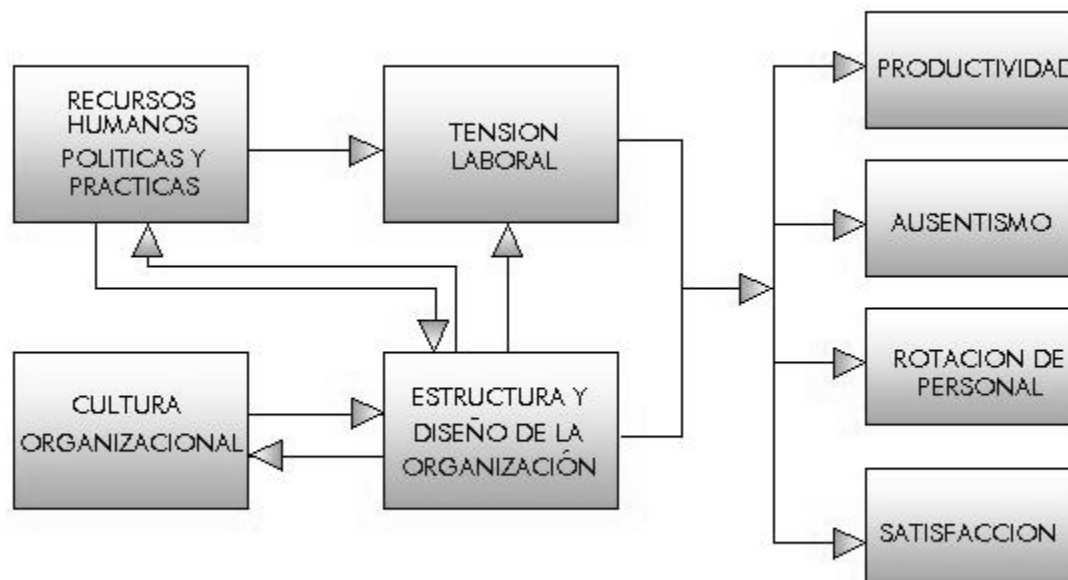 RECURSOS
HUMANOS
POLITICAS Y
PRACTICAS
TENSION
LABORAL
CULTURA
ORGANIZACIONAL
ESTRUCTURA Y
DISEÑO DE LA
ORGANIZACIÓN
PRODUCTIVIDAD
AUSENTISMO
ROTACION DE
PERSONAL
SATISFACCION